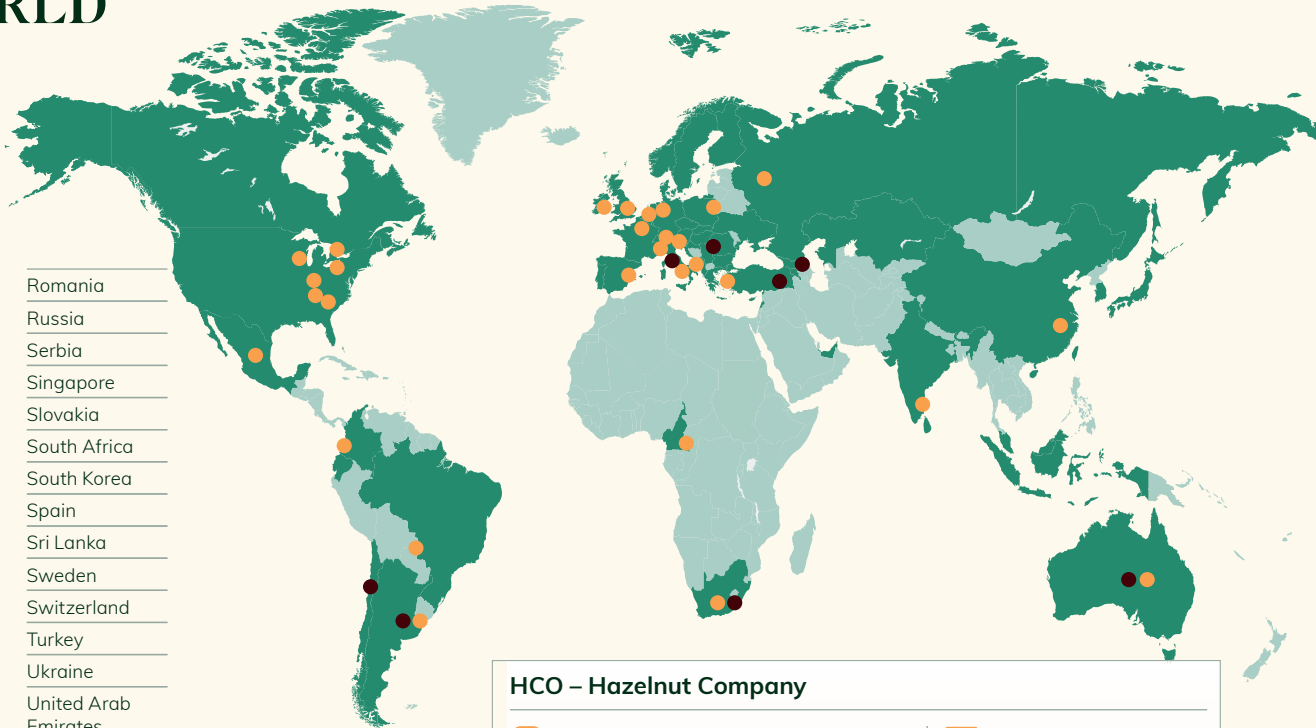 RLD
Romania
Russia
Serbia
Singapore
Slovakia
South Africa
South Korea
Spain
Sri Lanka
Sweden
Switzerland
Turkey
Ukraine
United Arab
Emirates
HCO – Hazelnut Company